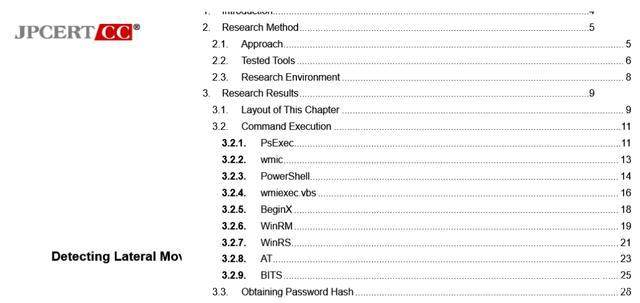 JPCERT CC®
1. Introduction 4
2. Research Method 5
2.1. Approach 5
2.2. Tested Tools 6
2.3. Research Environment 8
3. Research Results 9
3.1. Layout of This Chapter 9
3.2. Command Execution 11
3.2.1. PsExec 11
3.2.2. wmic 13
3.2.3. PowerShell 14
3.2.4. wmiexec.vbs 16
3.2.5. BeginX 18
3.2.6. WinRM 19
3.2.7. WinRS 21
3.2.8. AT 23
3.2.9. BITS 25
3.3. Obtaining Password Hash 28
Detecting Lateral Mov